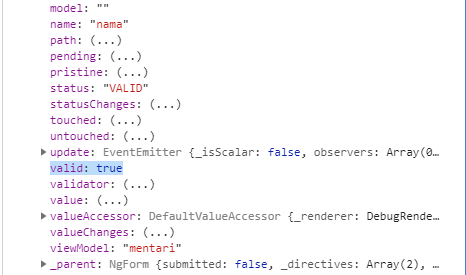 model: ""
name: "nama"
path: (...)
pending: (...)
pristine: (...)
status: "VALID"
statusChanges: (...)
touched: (...)
untouched: (...)
▶ update: EventEmitter {_isScalar: false, observers: Array(0…
valid: true
validator: (...)
value: (...)
▶ valueAccessor: DefaultValueAccessor {_renderer: DebugRende…
valueChanges: (...)
viewModel: "mentari"
▶ _parent: NgForm {submitted: false, _directives: Array(2), …